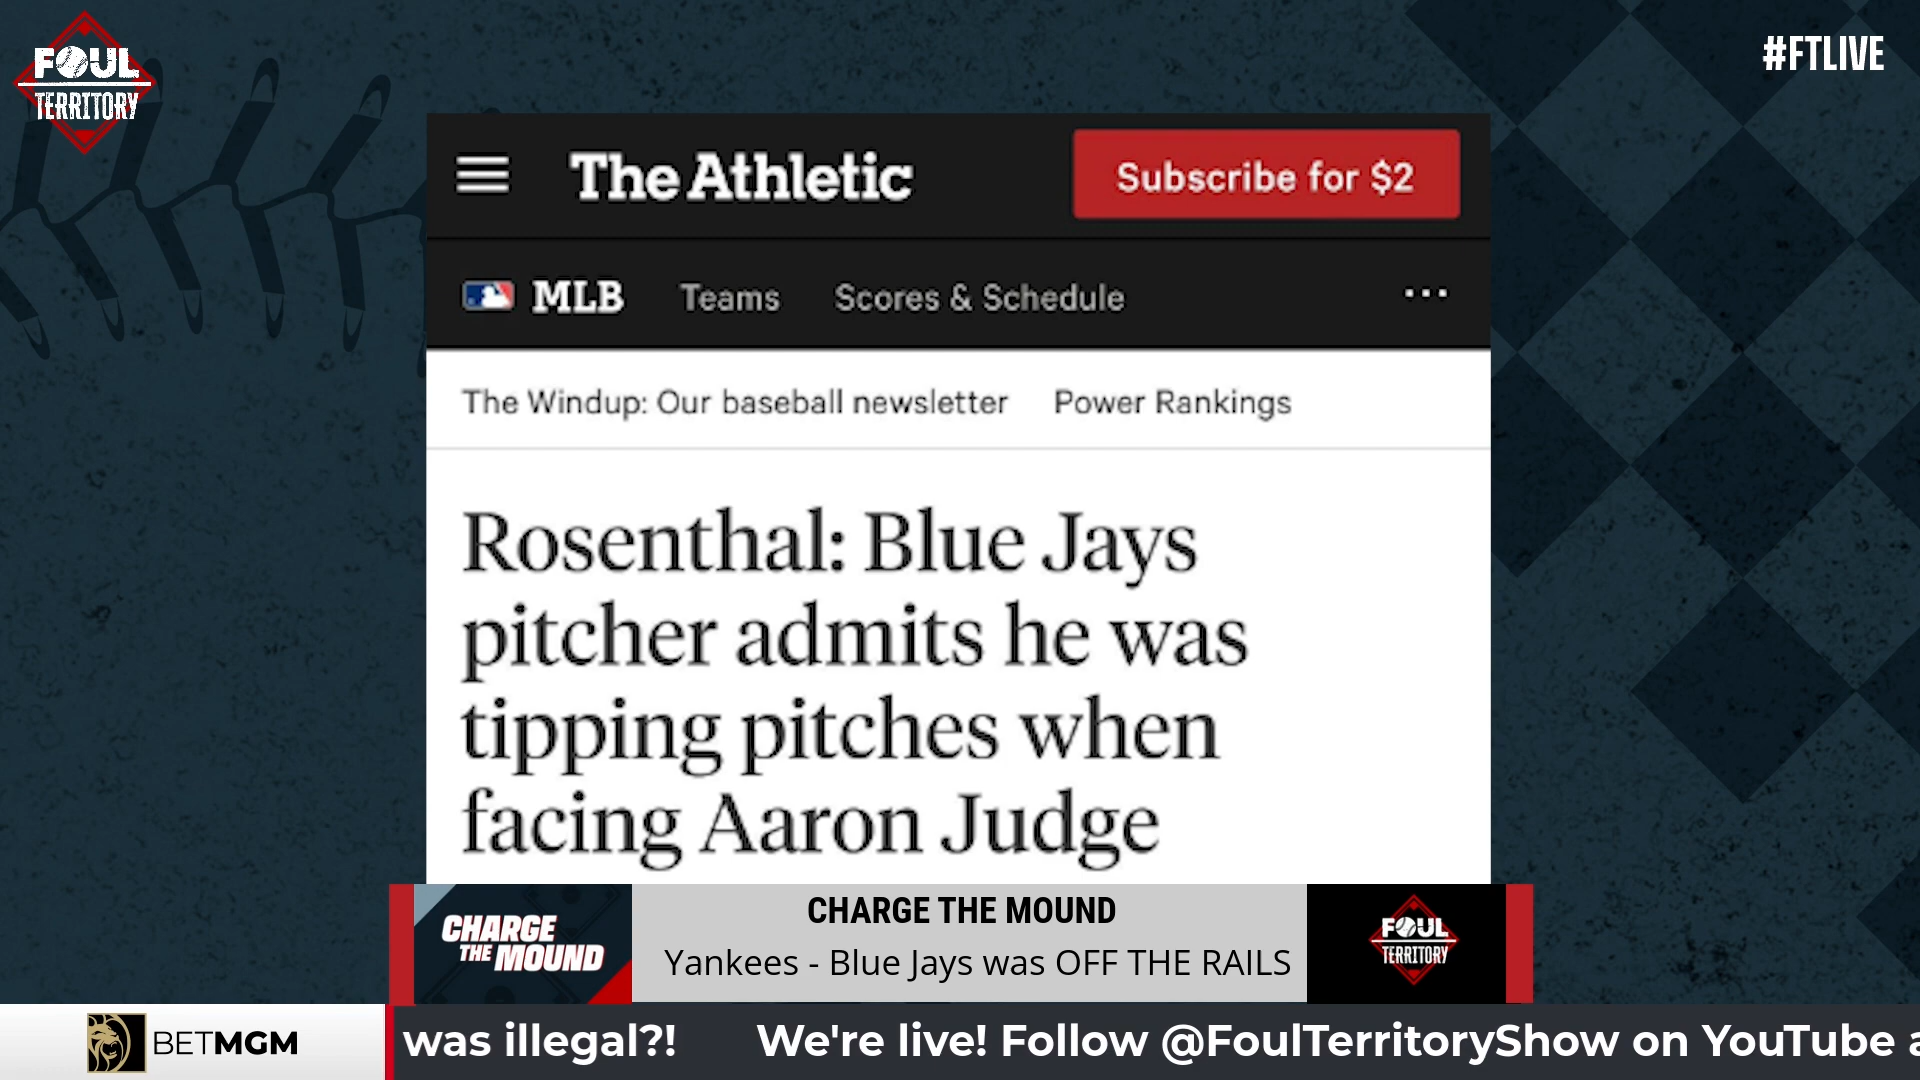 FOUL
TERRITORY
#FTLIVE
The Athletic
Subscribe for $2
MLB
Teams
Scores & Schedule
...
The Windup: Our baseball newsletter
Power Rankings
Rosenthal: Blue Jays
pitcher admits he was
tipping pitches when
facing Aaron Judge
CHARGE
THE MOUND
CHARGE THE MOUND
Yankees - Blue Jays was OFF THE RAILS
FOUL
TERRITORY
BETMGM
was illegal?! We're live! Follow @FoulTerritoryShow on YouTube a